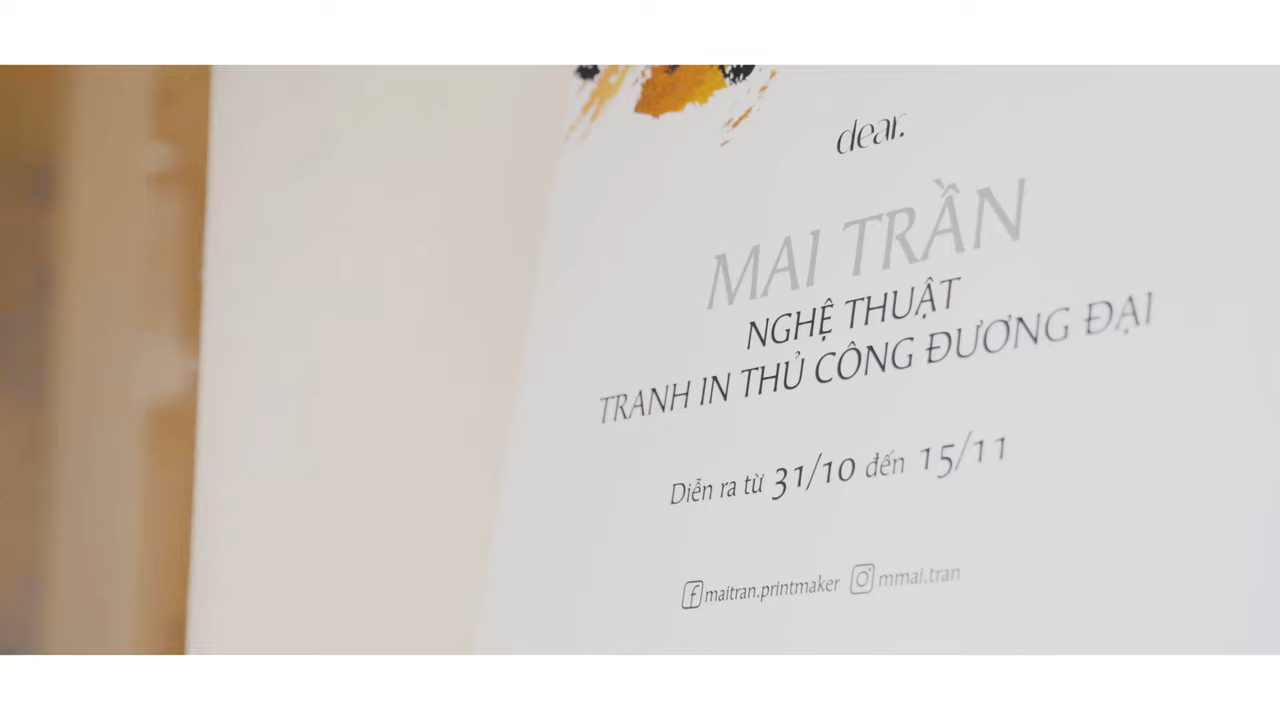 dear.
MAI TRẦN
NGHỆ THUẬT
TRANH IN THỦ CÔNG ĐƯƠNG ĐẠI
Diễn ra từ 31/10 đến 15/11
maitran.printmaker mmai.tran